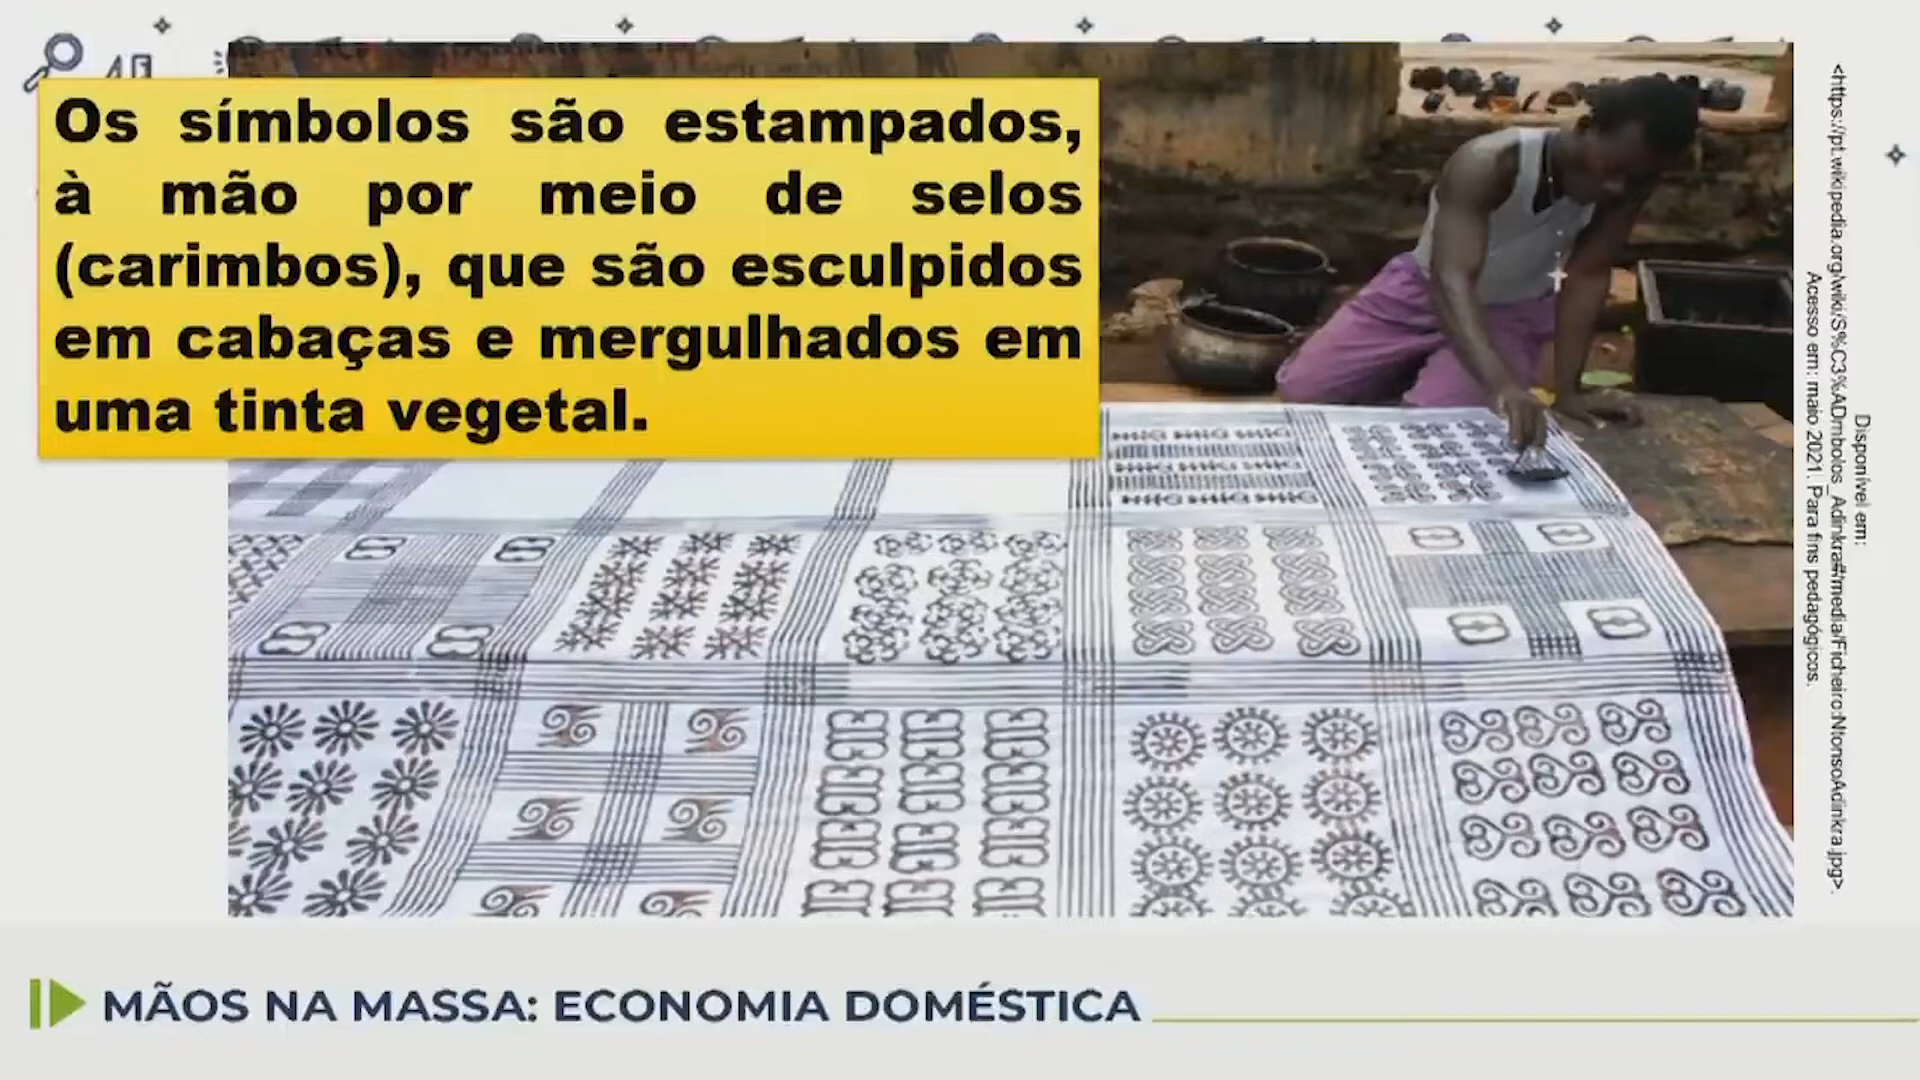 Os símbolos são estampados,
à mão por meio de selos
(carimbos), que são esculpidos
em cabaças e mergulhados em
uma tinta vegetal.
Disponível em:
<https://pt.wikipedia.org/wiki/S%C3%ADmbolos_Adinkra#/media/Ficheiro:NtonsoAdinkra.jpg>.
Acesso em: maio 2021. Para fins pedagógicos.
MÃOS NA MASSA: ECONOMIA DOMÉSTICA